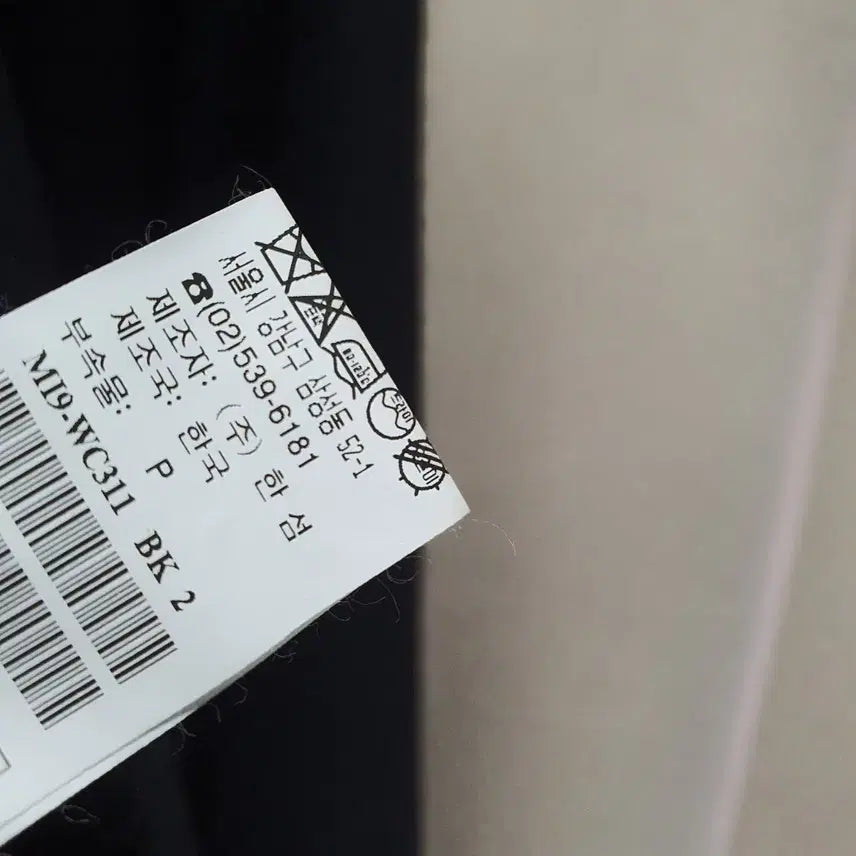 서울시 강남구 삼성동 52-1
☎(02)539-6181
제조자: (주) 한 섬
제조국: 한국
부속물: P
MI9-WC311 BK 2